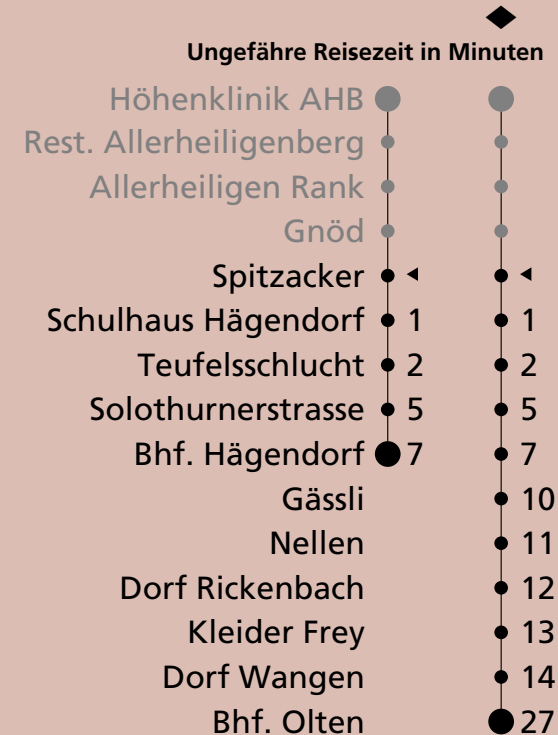 Ungefähre Reisezeit in Minuten
Höhenklinik AHB
Rest. Allerheiligenberg
Allerheiligen Rank
Gnöd
Spitzacker
Schulhaus Hägendorf 1 1
Teufelsschlucht 2 2
Solothurnerstrasse 5 5
Bhf. Hägendorf 7 7
Gässli 10
Nellen 11
Dorf Rickenbach 12
Kleider Frey 13
Dorf Wangen 14
Bhf. Olten 27